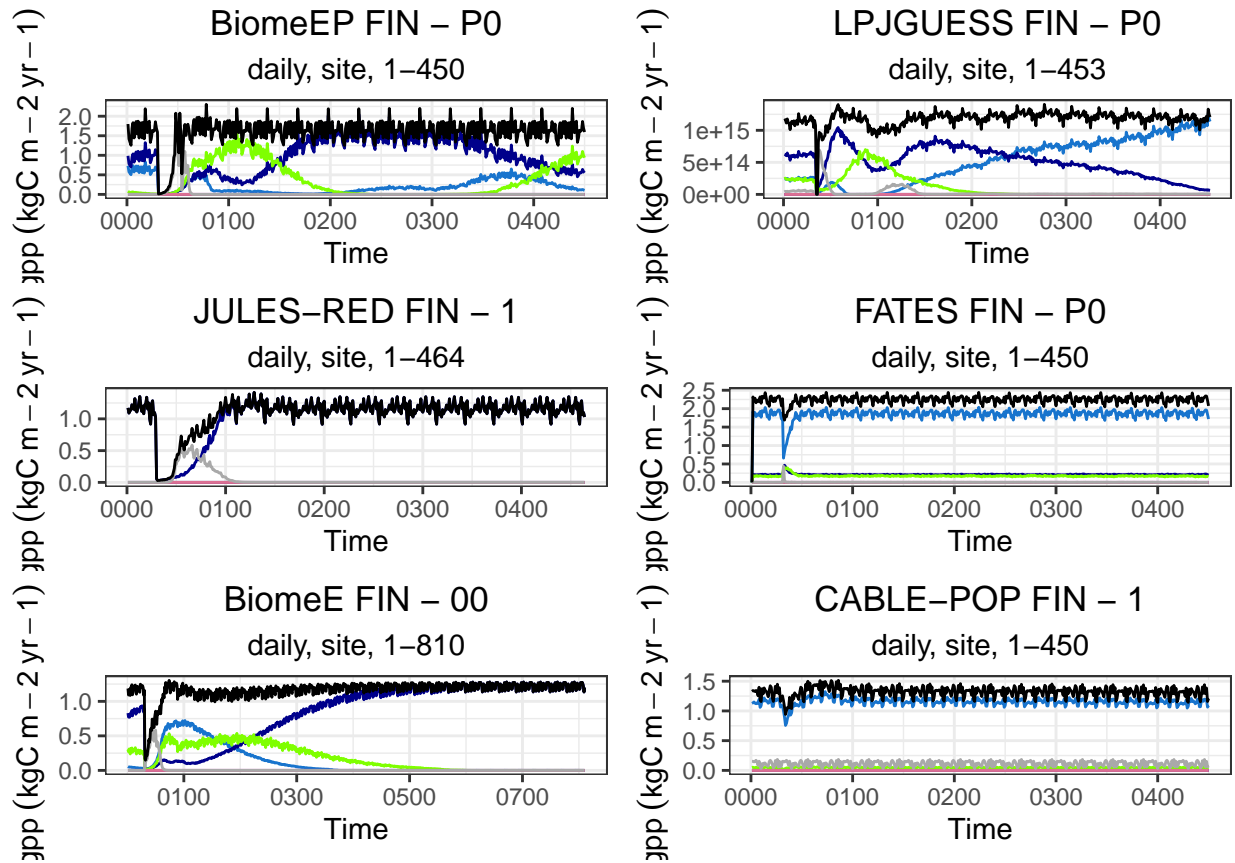 BiomeEP FIN − P0
daily, site, 1−450
gpp (kgC m − 2 yr − 1)
2.0
1.5
1.0
0.5
0.0
0000 0100 0200 0300 0400
Time
LPJGUESS FIN − P0
daily, site, 1−453
gpp (kgC m − 2 yr − 1)
1e+15
5e+14
0e+00
0000 0100 0200 0300 0400
Time
JULES−RED FIN − 1
daily, site, 1−464
gpp (kgC m − 2 yr − 1)
1.0
0.5
0.0
0000 0100 0200 0300 0400
Time
FATES FIN − P0
daily, site, 1−450
gpp (kgC m − 2 yr − 1)
2.5
2.0
1.5
1.0
0.5
0.0
0000 0100 0200 0300 0400
Time
BiomeE FIN − 00
daily, site, 1−810
gpp (kgC m − 2 yr − 1)
1.0
0.5
0.0
0100 0300 0500 0700
Time
CABLE−POP FIN − 1
daily, site, 1−450
gpp (kgC m − 2 yr − 1)
1.5
1.0
0.5
0.0
0000 0100 0200 0300 0400
Time